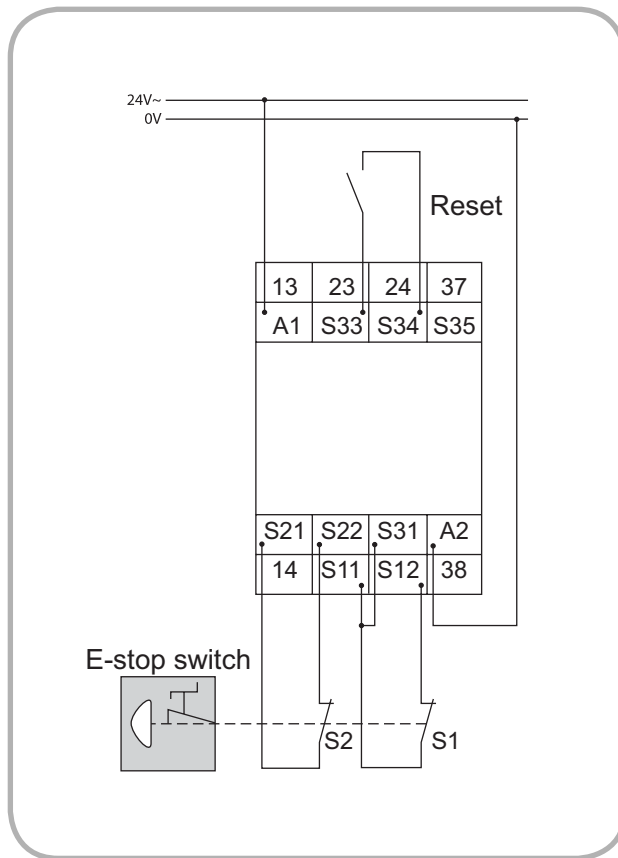 24V~
0V
Reset
13 23 24 37
A1 S33 S34 S35
S21 S22 S31 A2
14 S11 S12 38
E-stop switch
S2 S1